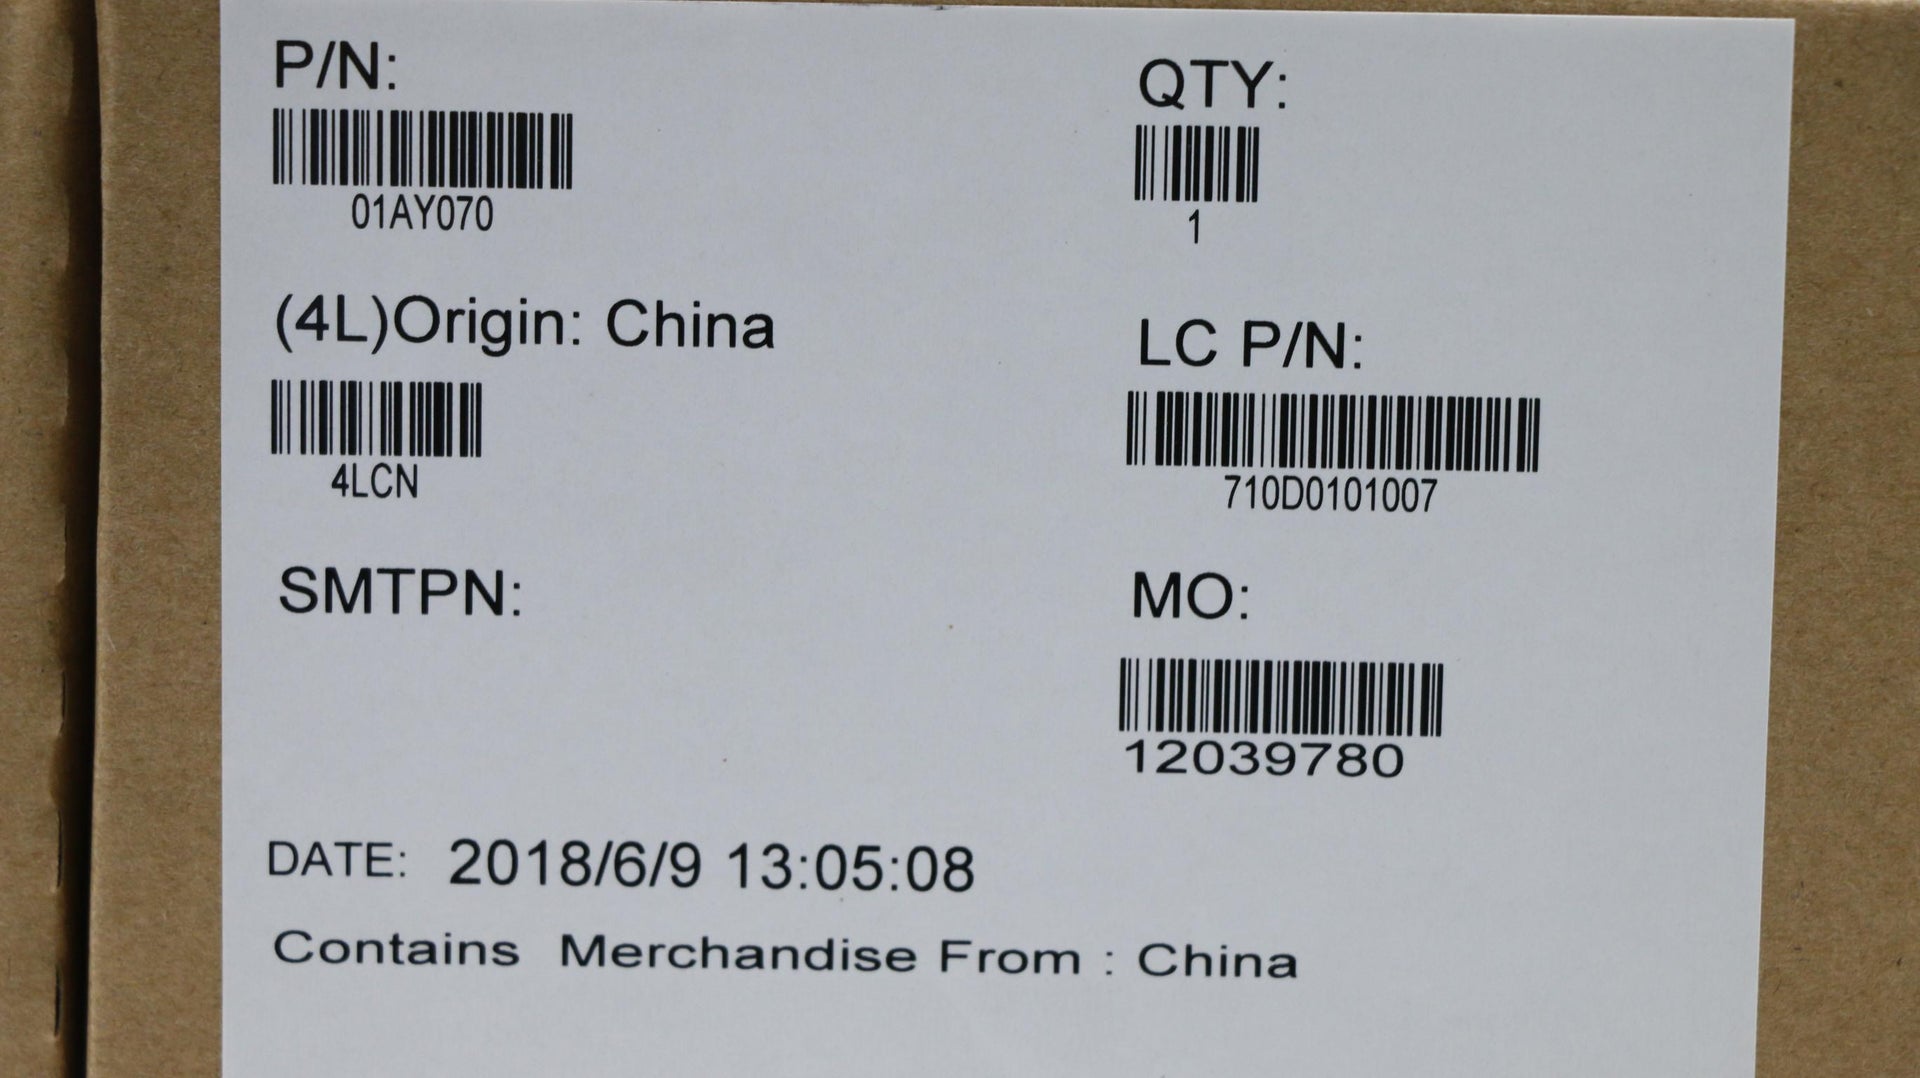 P/N:
01AY070
QTY:
1
(4L)Origin: China
4LCN
LC P/N:
710D0101007
SMTPN:
MO:
12039780
DATE: 2018/6/9 13:05:08
Contains Merchandise From : China